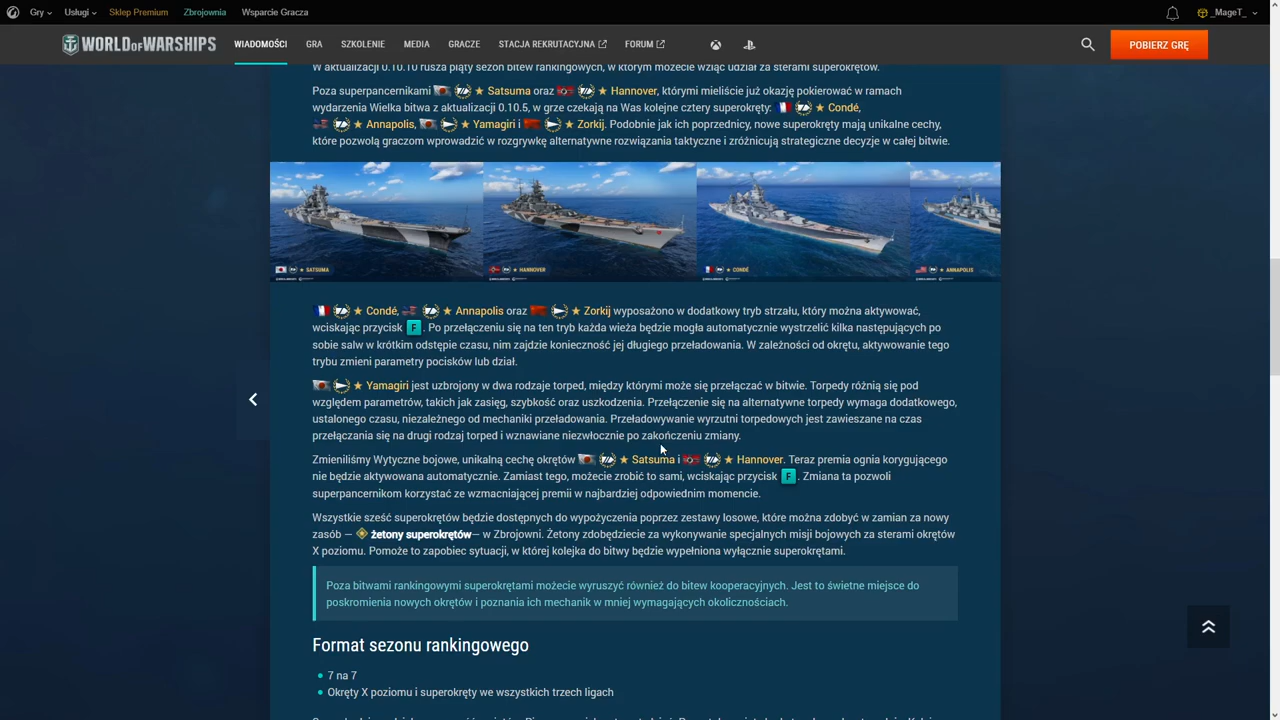 Gry Usługi Sklep Premium Zbrojownia Wsparcie Gracza _MageT_
WORLD OF WARSHIPS WIADOMOŚCI GRA SZKOLENIE MEDIA GRACZE STACJA REKRUTACYJNA FORUM POBIERZ GRĘ
W aktualizacji 0.10.10 rusza piąty sezon bitew rankingowych, w którym możecie wziąć udział za sterami superokrętów.
Poza superpancernikami ★ Satsuma oraz ★ Hannover, którymi mieliście już okazję pokierować w ramach
wydarzenia Wielka bitwa z aktualizacji 0.10.5, w grze czekają na Was kolejne cztery superokręty: ★ Condé,
★ Annapolis, ★ Yamagiri i ★ Zorkij. Podobnie jak ich poprzednicy, nowe superokręty mają unikalne cechy,
które pozwolą graczom wprowadzić w rozgrywkę alternatywne rozwiązania taktyczne i zróżnicują strategiczne decyzje w całej bitwie.
★ SATSUMA ★ HANNOVER ★ CONDÉ ★ ANNAPOLIS
★ Condé, ★ Annapolis oraz ★ Zorkij wyposażono w dodatkowy tryb strzału, który można aktywować,
wciskając przycisk F. Po przełączeniu się na ten tryb każda wieża będzie mogła automatycznie wystrzelić kilka następujących po
sobie salw w krótkim odstępie czasu, nim zajdzie konieczność jej długiego przeładowania. W zależności od okrętu, aktywowanie tego
trybu zmieni parametry pocisków lub dział.
★ Yamagiri jest uzbrojony w dwa rodzaje torped, między którymi może się przełączać w bitwie. Torpedy różnią się pod
względem parametrów, takich jak zasięg, szybkość oraz uszkodzenia. Przełączenie się na alternatywne torpedy wymaga dodatkowego,
ustalonego czasu, niezależnego od mechaniki przeładowania. Przeładowywanie wyrzutni torpedowych jest zawieszane na czas
przełączania się na drugi rodzaj torped i wznawiane niezwłocznie po zakończeniu zmiany.
Zmieniliśmy Wytyczne bojowe, unikalną cechę okrętów ★ Satsuma i ★ Hannover. Teraz premia ognia korygującego
nie będzie aktywowana automatycznie. Zamiast tego, możecie zrobić to sami, wciskając przycisk F. Zmiana ta pozwoli
superpancernikom korzystać ze wzmacniającej premii w najbardziej odpowiednim momencie.
Wszystkie sześć superokrętów będzie dostępnych do wypożyczenia poprzez zestawy losowe, które można zdobyć w zamian za nowy
zasób — żetony superokrętów— w Zbrojowni. Żetony zdobędziecie za wykonywanie specjalnych misji bojowych za sterami okrętów
X poziomu. Pomoże to zapobiec sytuacji, w której kolejka do bitwy będzie wypełniona wyłącznie superokrętami.
Poza bitwami rankingowymi superokrętami możecie wyruszyć również do bitew kooperacyjnych. Jest to świetne miejsce do
poskromienia nowych okrętów i poznania ich mechanik w mniej wymagających okolicznościach.
Format sezonu rankingowego
7 na 7
Okręty X poziomu i superokręty we wszystkich trzech ligach